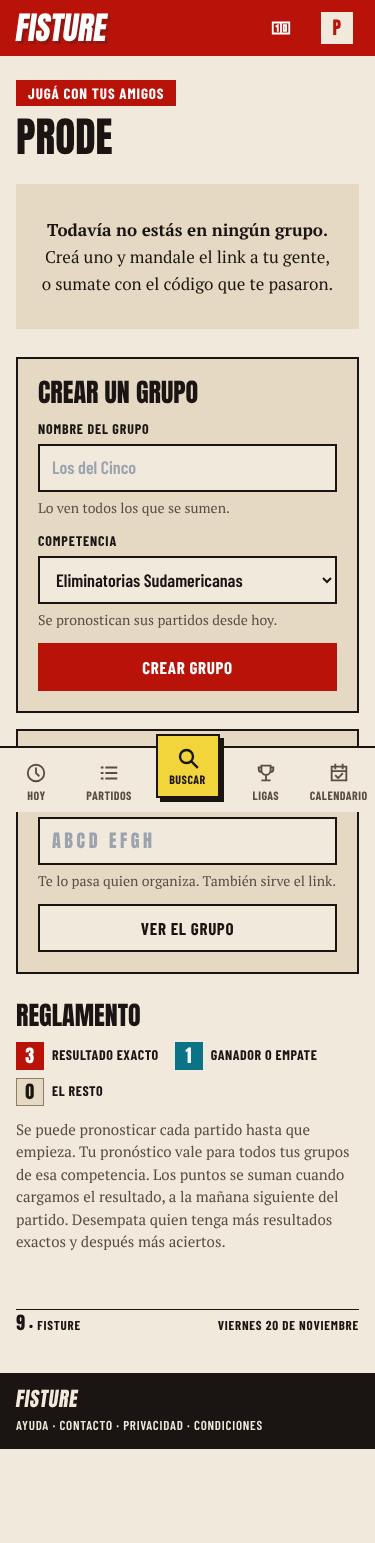 FISTURE
10
P
JUGÁ CON TUS AMIGOS
PRODE
Todavía no estás en ningún grupo.
Creá uno y mandale el link a tu gente,
o sumate con el código que te pasaron.
CREAR UN GRUPO
NOMBRE DEL GRUPO
Los del Cinco
Lo ven todos los que se sumen.
COMPETENCIA
Eliminatorias Sudamericanas
Se pronostican sus partidos desde hoy.
CREAR GRUPO
HOY
PARTIDOS
BUSCAR
LIGAS
CALENDARIO
ABCD EFGH
Te lo pasa quien organiza. También sirve el link.
VER EL GRUPO
REGLAMENTO
3 RESULTADO EXACTO 1 GANADOR O EMPATE
0 EL RESTO
Se puede pronosticar cada partido hasta que
empieza. Tu pronóstico vale para todos tus grupos
de esa competencia. Los puntos se suman cuando
cargamos el resultado, a la mañana siguiente del
partido. Desempata quien tenga más resultados
exactos y después más aciertos.
9 • FISTURE VIERNES 20 DE NOVIEMBRE
FISTURE
AYUDA · CONTACTO · PRIVACIDAD · CONDICIONES